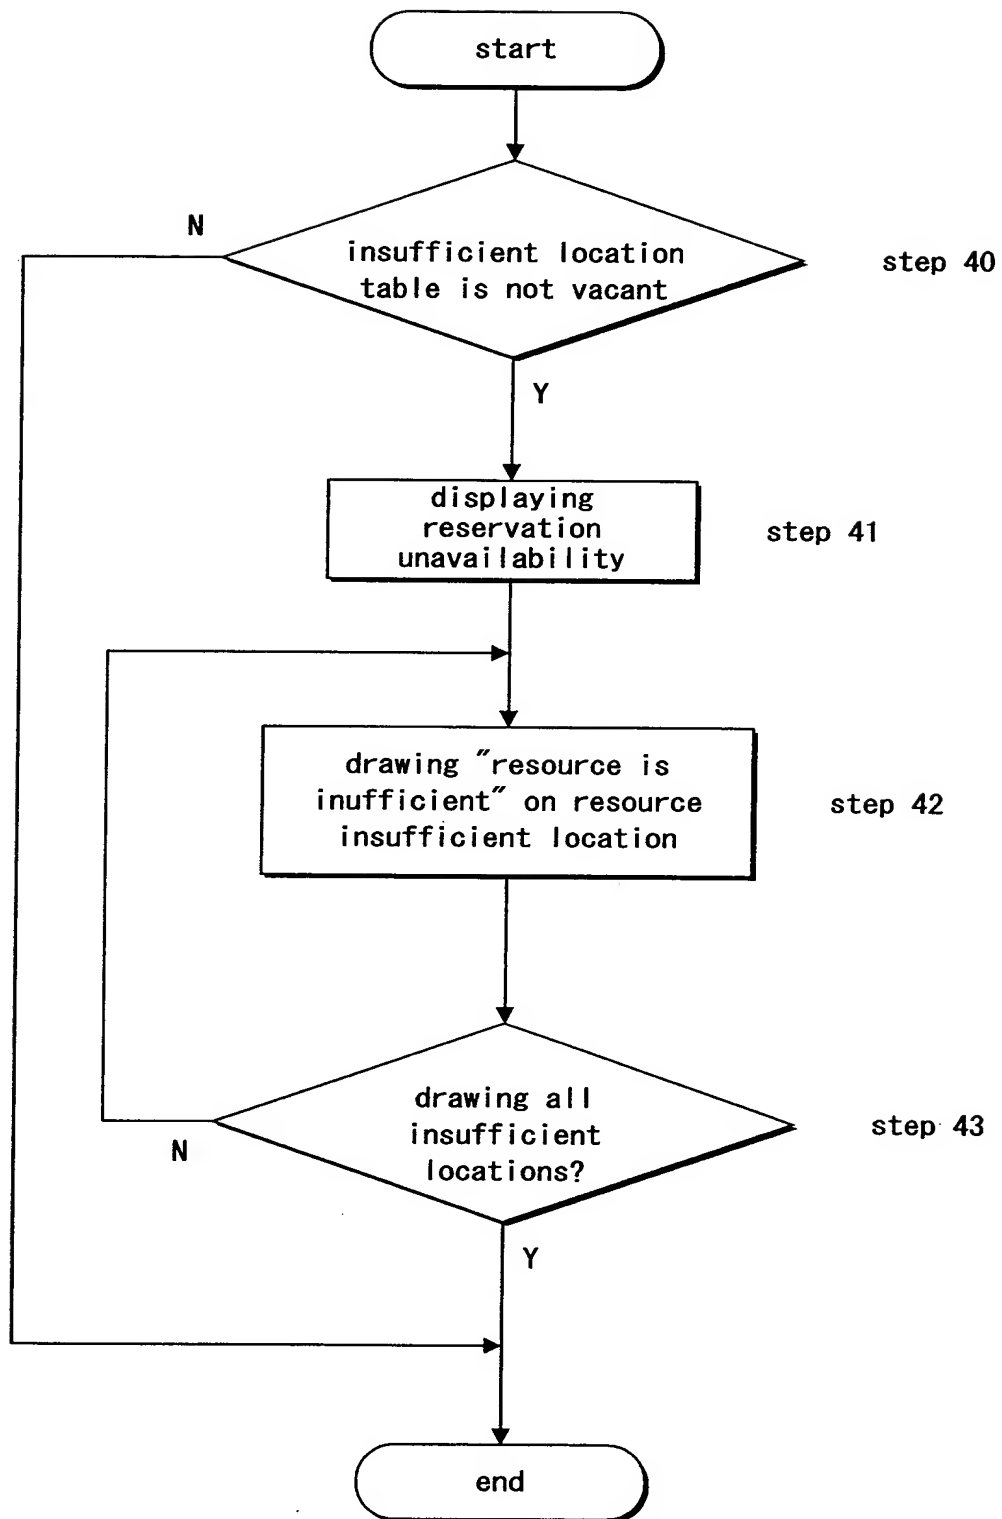 start
N
insufficient location
table is not vacant
step 40
Y
displaying
reservation
unavailability
step 41
drawing "resource is
inufficient" on resource
insufficient location
step 42
drawing all
insufficient
locations?
step 43
N
Y
end